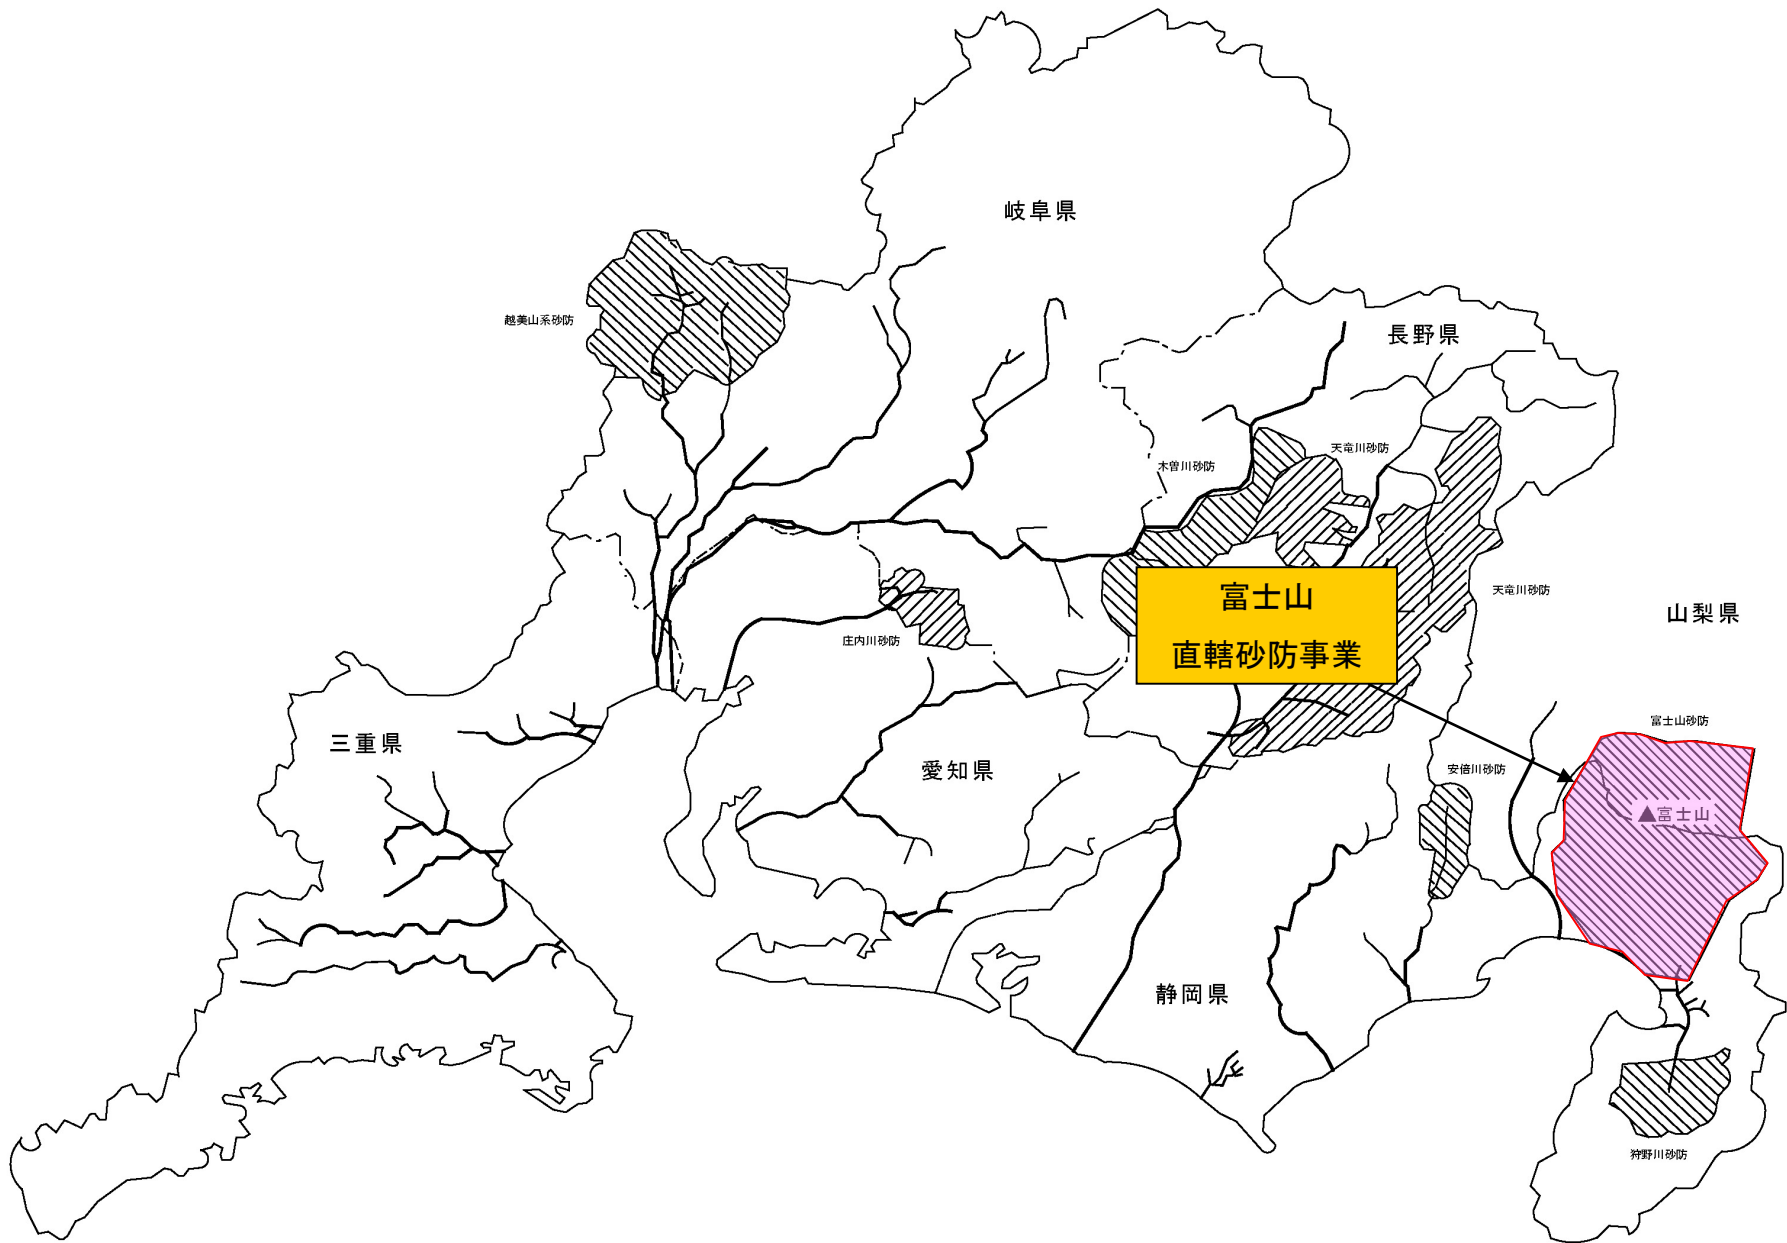 岐阜県
越美山系砂防
長野県
天竜川砂防
木曽川砂防
富士山
直轄砂防事業
天竜川砂防
山梨県
庄内川砂防
富士山砂防
三重県
愛知県
安倍川砂防
▲富士山
静岡県
狩野川砂防